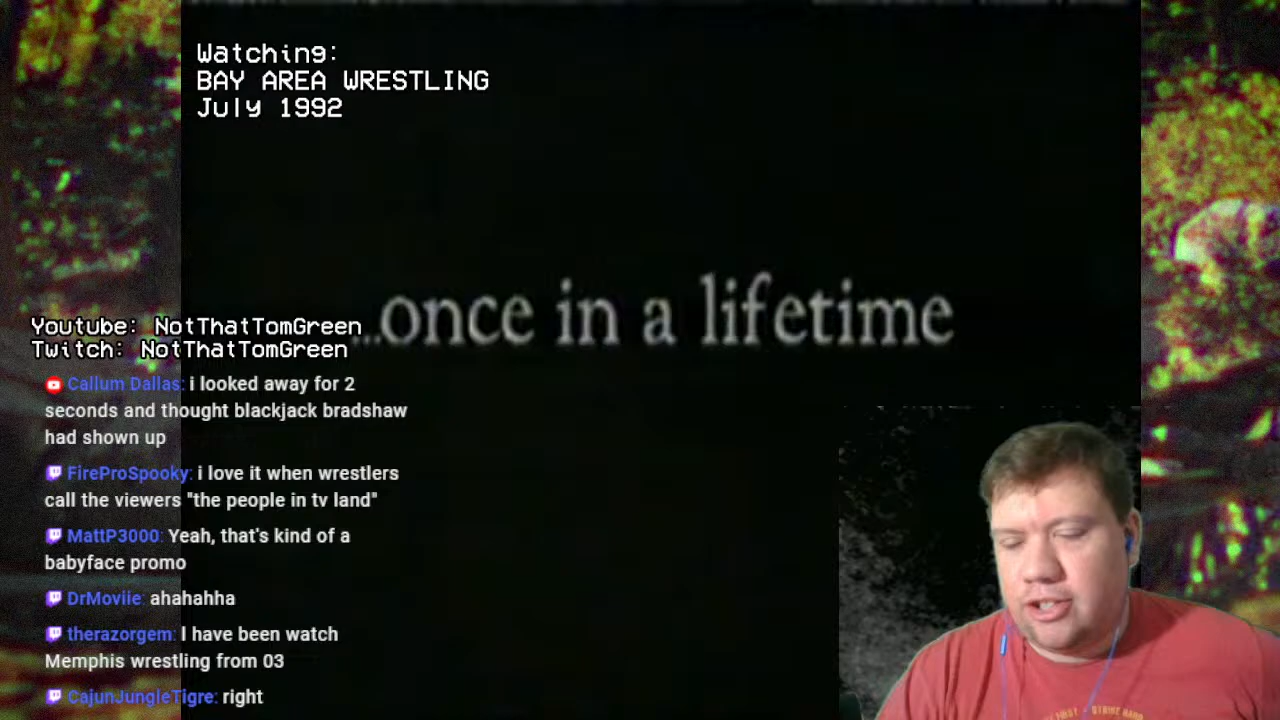 Watching:
BAY AREA WRESTLING
July 1992
...once in a lifetime
Youtube: NotThatTomGreen
Twitch: NotThatTomGreen
Callum Dallas: i looked away for 2
seconds and thought blackjack bradshaw
had shown up
FireProSpooky: i love it when wrestlers
call the viewers "the people in tv land"
MattP3000: Yeah, that's kind of a
babyface promo
DrMoviie: ahahahha
therazorgem: I have been watch
Memphis wrestling from 03
CajunJungleTigre: right
FIRST - STRIKE HARD